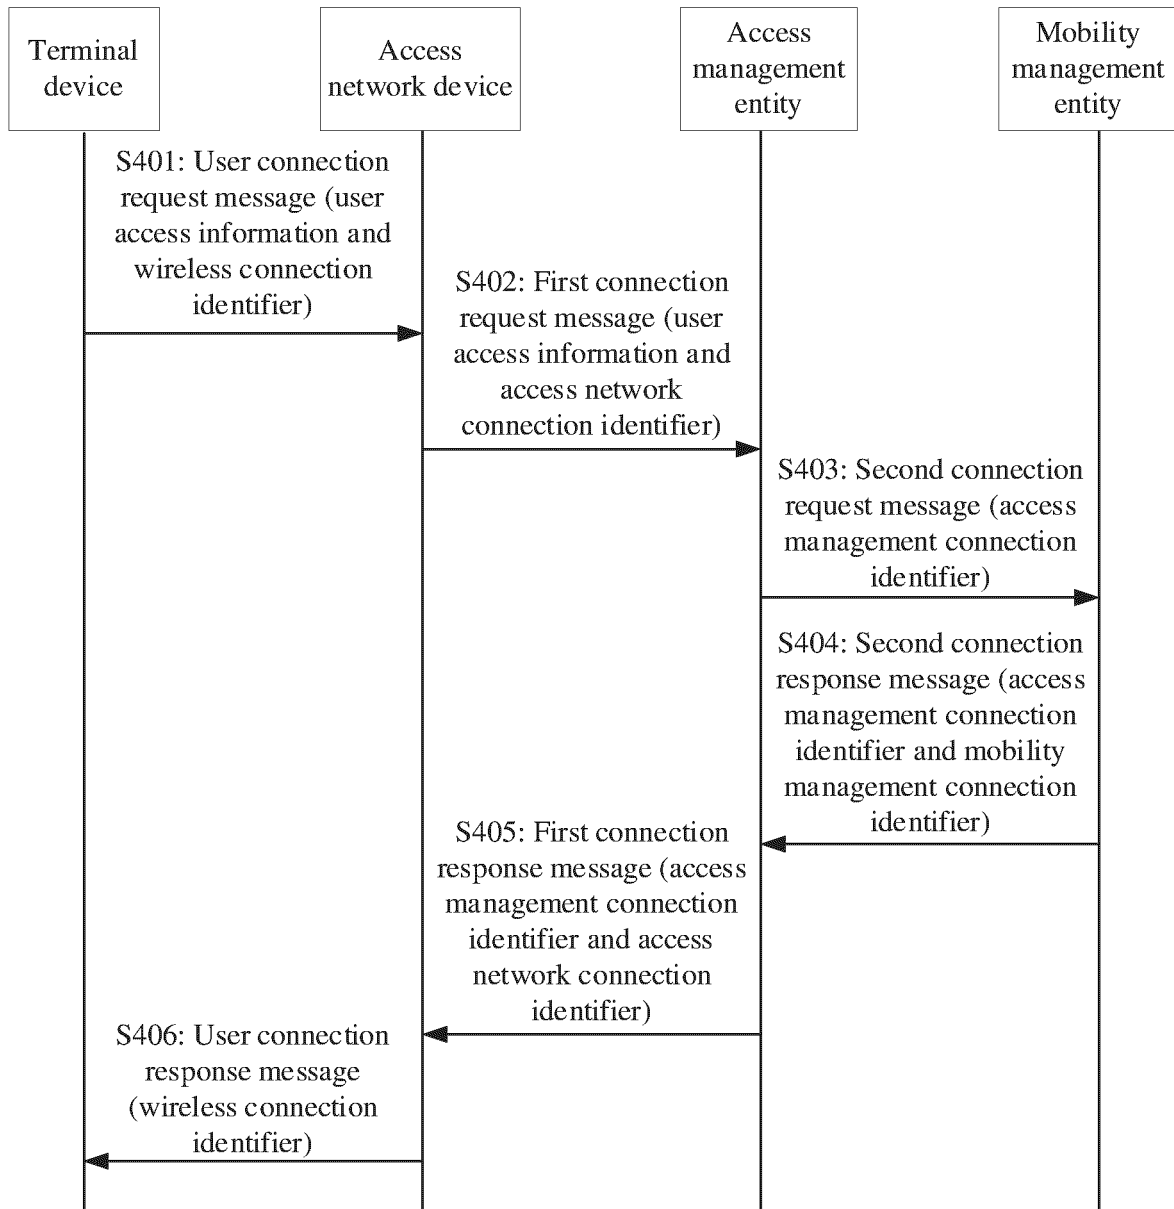 Terminal
device
Access
network device
Access
management
entity
Mobility
management
entity
S401: User connection
request message (user
access information and
wireless connection
identifier)
S402: First connection
request message (user
access information and
access network
connection identifier)
S403: Second connection
request message (access
management connection
identifier)
S404: Second connection
response message (access
management connection
identifier and mobility
management connection
identifier)
S405: First connection
response message (access
management connection
identifier and access
network connection
identifier)
S406: User connection
response message
(wireless connection
identifier)